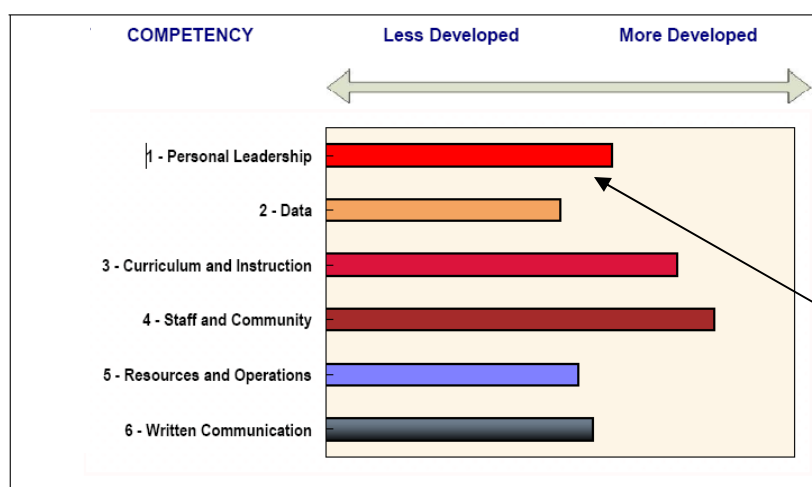 COMPETENCY Less Developed More Developed
1 - Personal Leadership
2 - Data
3 - Curriculum and Instruction
4 - Staff and Community
5 - Resources and Operations
6 - Written Communication